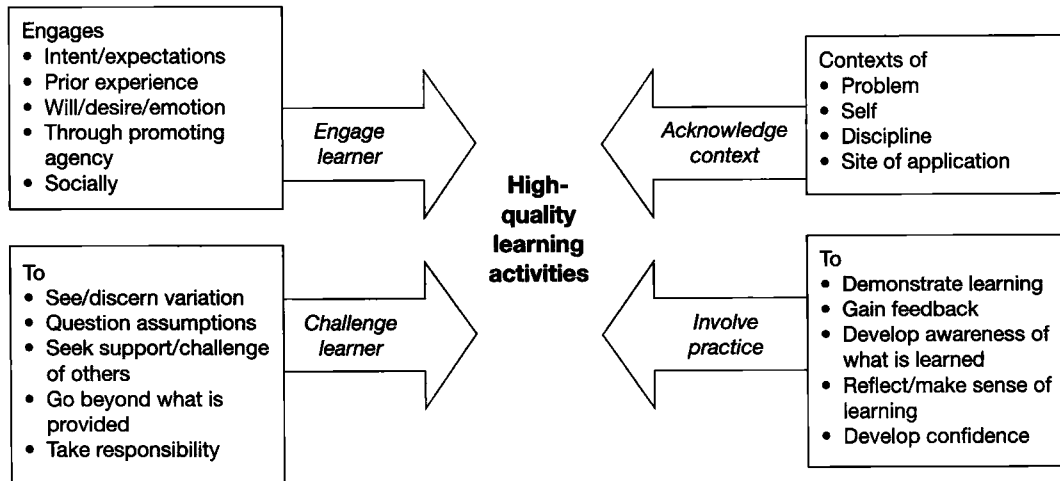 Engages
• Intent/expectations
• Prior experience
• Will/desire/emotion
• Through promoting
agency
• Socially
Engage
learner
To
• See/discern variation
• Question assumptions
• Seek support/challenge
of others
• Go beyond what is
provided
• Take responsibility
Challenge
learner
High-
quality
learning
activities
Acknowledge
context
Contexts of
• Problem
• Self
• Discipline
• Site of application
Involve
practice
To
• Demonstrate learning
• Gain feedback
• Develop awareness of
what is learned
• Reflect/make sense of
learning
• Develop confidence